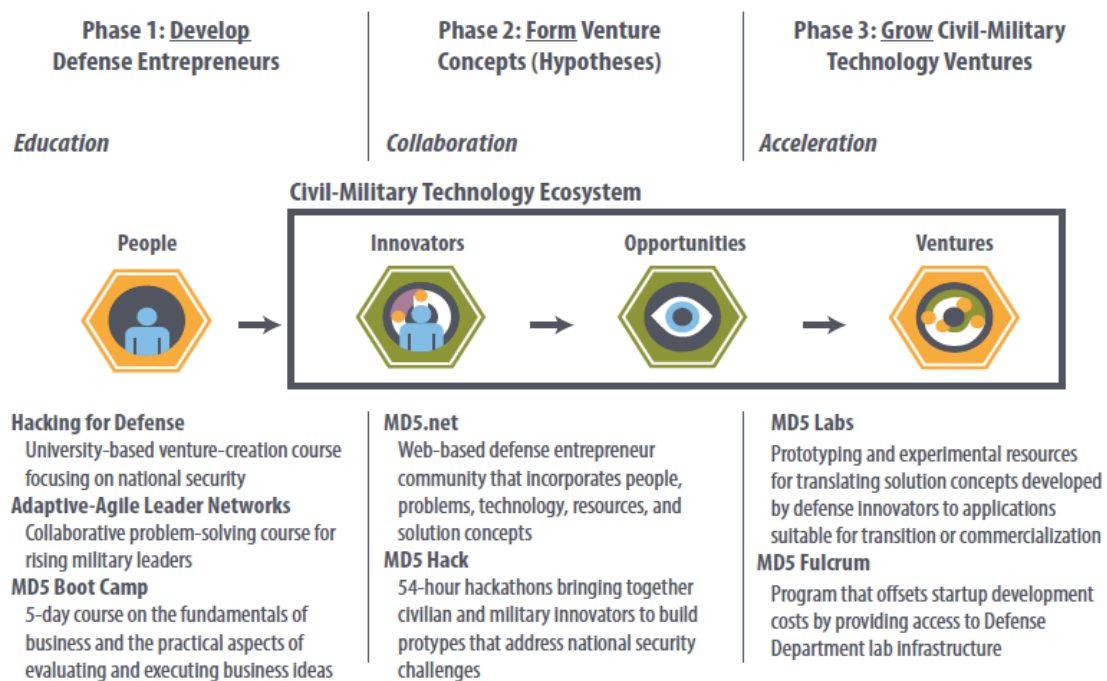 Phase 1: Develop
Defense Entrepreneurs
Phase 2: Form Venture
Concepts (Hypotheses)
Phase 3: Grow Civil-Military
Technology Ventures
Education
Collaboration
Acceleration
Civil-Military Technology Ecosystem
People
Innovators
Opportunities
Ventures
Hacking for Defense
University-based venture-creation course
focusing on national security
Adaptive-Agile Leader Networks
Collaborative problem-solving course for
rising military leaders
MD5 Boot Camp
5-day course on the fundamentals of
business and the practical aspects of
evaluating and executing business ideas
MD5.net
Web-based defense entrepreneur
community that incorporates people,
problems, technology, resources, and
solution concepts
MD5 Hack
54-hour hackathons bringing together
civilian and military innovators to build
protypes that address national security
challenges
MD5 Labs
Prototyping and experimental resources
for translating solution concepts developed
by defense innovators to applications
suitable for transition or commercialization
MD5 Fulcrum
Program that offsets startup development
costs by providing access to Defense
Department lab infrastructure